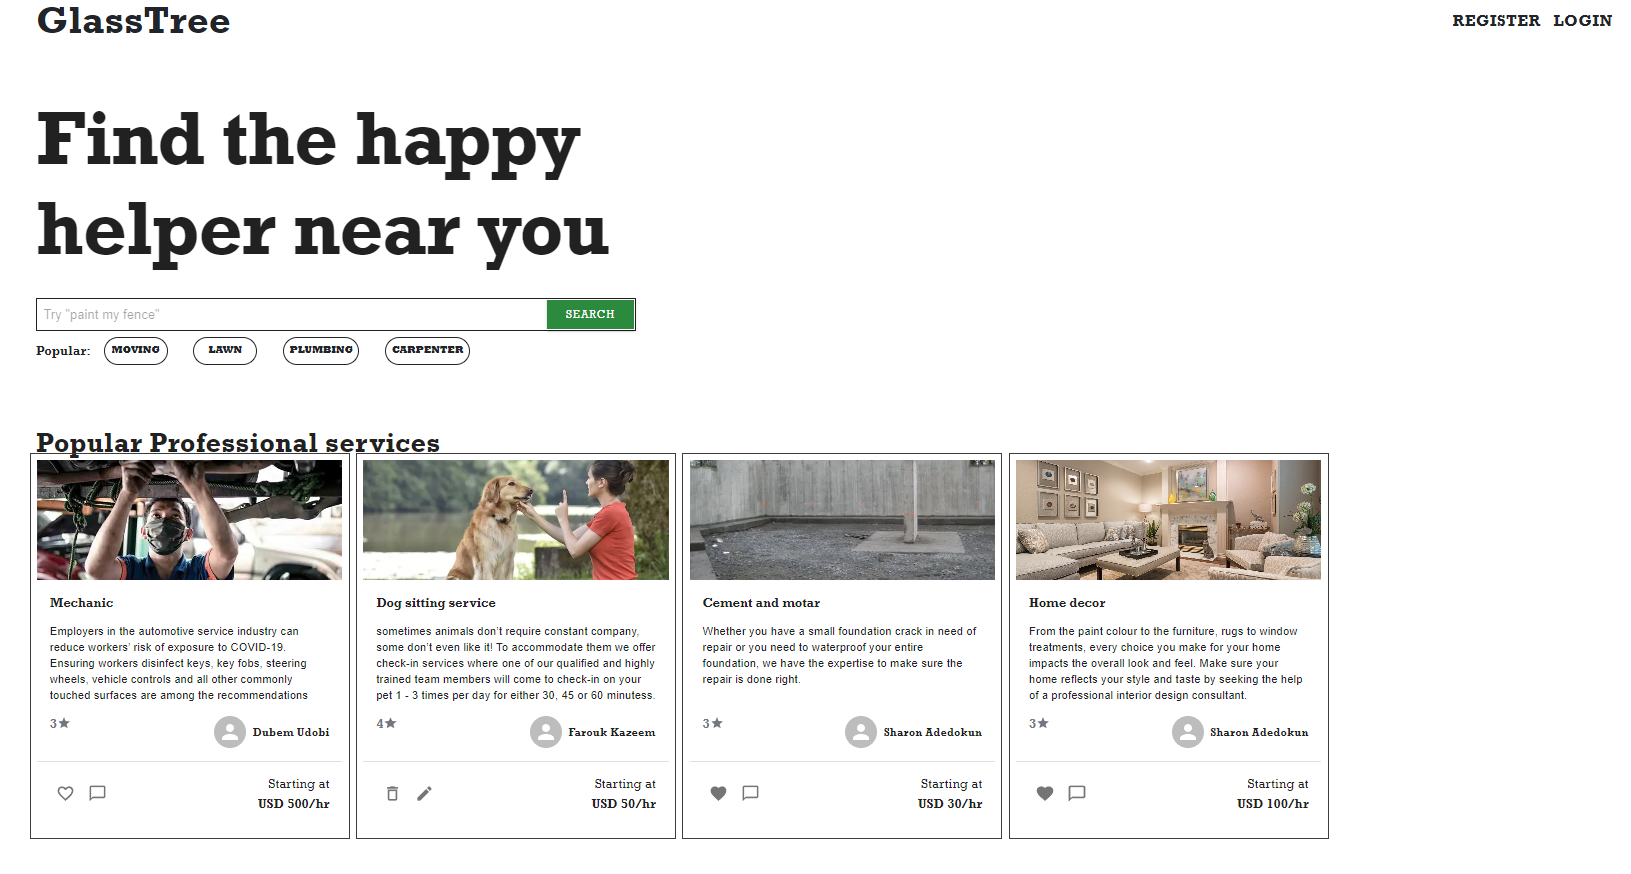 GlassTree
REGISTER LOGIN
Find the happy
helper near you
Try "paint my fence"
SEARCH
Popular: MOVING LAWN PLUMBING CARPENTER
Popular Professional services
Mechanic
Employers in the automotive service industry can
reduce workers' risk of exposure to COVID-19.
Ensuring workers disinfect keys, key fobs, steering
wheels, vehicle controls and all other commonly
touched surfaces are among the recommendations
3★
Dubem Udobi
Starting at
USD 500/hr
Dog sitting service
sometimes animals don't require constant company,
some don't even like it! To accommodate them we offer
check-in services where one of our qualified and highly
trained team members will come to check-in on your
pet 1 - 3 times per day for either 30, 45 or 60 minutess.
4★
Farouk Kazeem
Starting at
USD 50/hr
Cement and motar
Whether you have a small foundation crack in need of
repair or you need to waterproof your entire
foundation, we have the expertise to make sure the
repair is done right.
3★
Sharon Adedokun
Starting at
USD 30/hr
Home decor
From the paint colour to the furniture, rugs to window
treatments, every choice you make for your home
impacts the overall look and feel. Make sure your
home reflects your style and taste by seeking the help
of a professional interior design consultant.
3★
Sharon Adedokun
Starting at
USD 100/hr